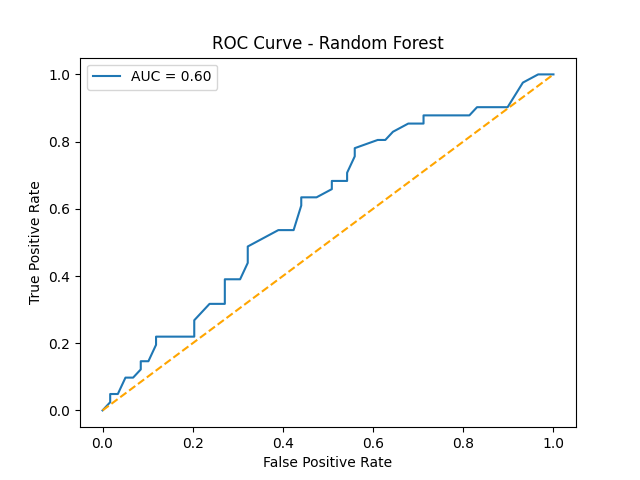 ROC Curve - Random Forest
AUC = 0.60
1.0
0.8
0.6
0.4
0.2
0.0
True Positive Rate
0.0 0.2 0.4 0.6 0.8 1.0
False Positive Rate